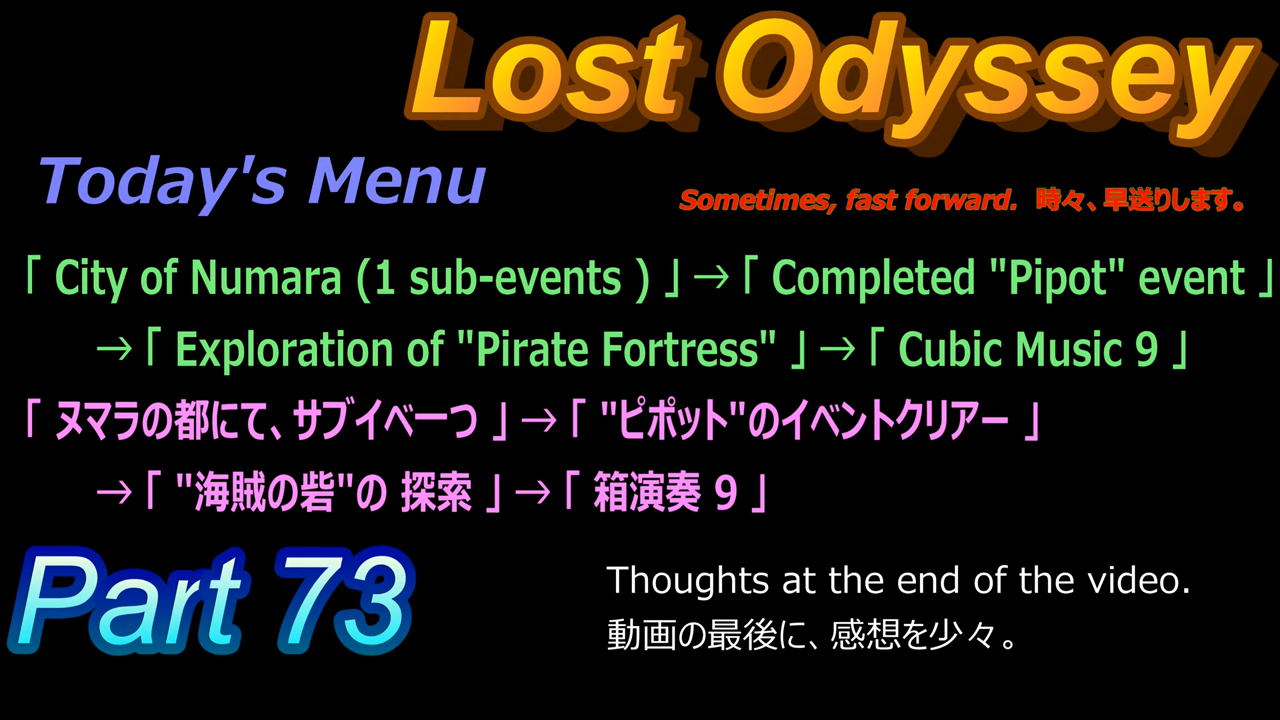 Lost Odyssey
Today's Menu
Sometimes, fast forward. 時々、早送りします。
「 City of Numara (1 sub-events ) 」→「 Completed "Pipot" event 」
→「 Exploration of "Pirate Fortress" 」→「 Cubic Music 9 」
「 ヌマラの都にて、サブイベ一つ 」→「 "ピポット"のイベントクリアー 」
→「 "海賊の砦"の 探索 」→「 箱演奏 9 」
Part 73
Thoughts at the end of the video.
動画の最後に、感想を少々。